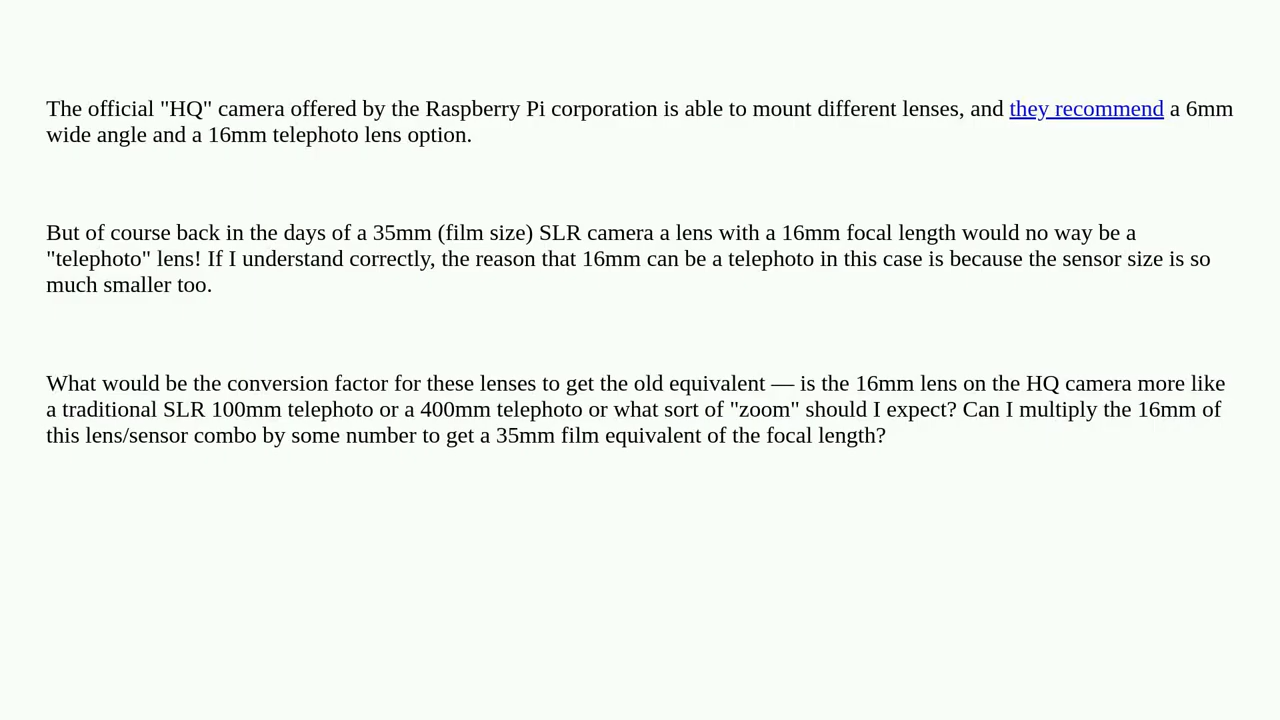 The official "HQ" camera offered by the Raspberry Pi corporation is able to mount different lenses, and they recommend a 6mm
wide angle and a 16mm telephoto lens option.
But of course back in the days of a 35mm (film size) SLR camera a lens with a 16mm focal length would no way be a
"telephoto" lens! If I understand correctly, the reason that 16mm can be a telephoto in this case is because the sensor size is so
much smaller too.
What would be the conversion factor for these lenses to get the old equivalent — is the 16mm lens on the HQ camera more like
a traditional SLR 100mm telephoto or a 400mm telephoto or what sort of "zoom" should I expect? Can I multiply the 16mm of
this lens/sensor combo by some number to get a 35mm film equivalent of the focal length?